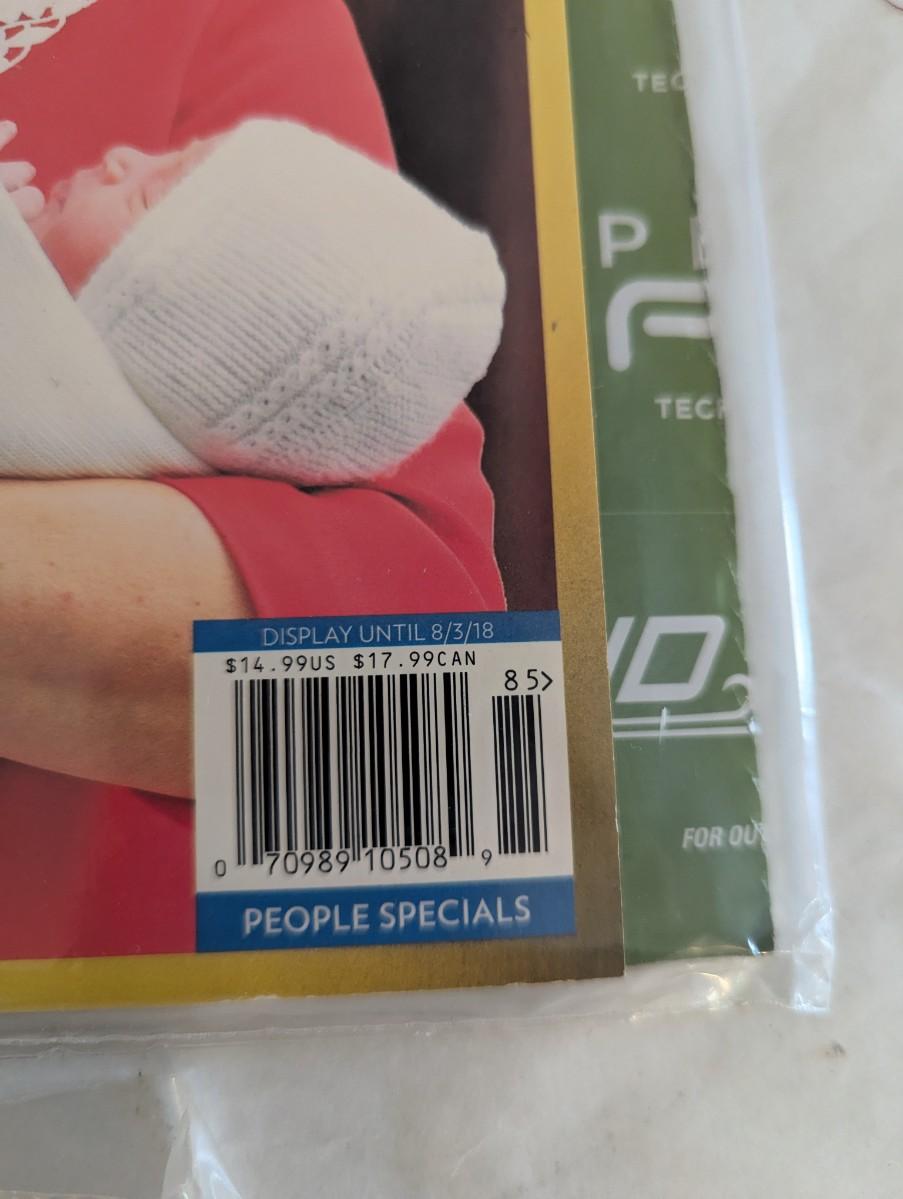 DISPLAY UNTIL 8/3/18
$14.99US $17.99CAN
85>
0 70989 10508 9
PEOPLE SPECIALS
TEC
P
TECH
FOR OU